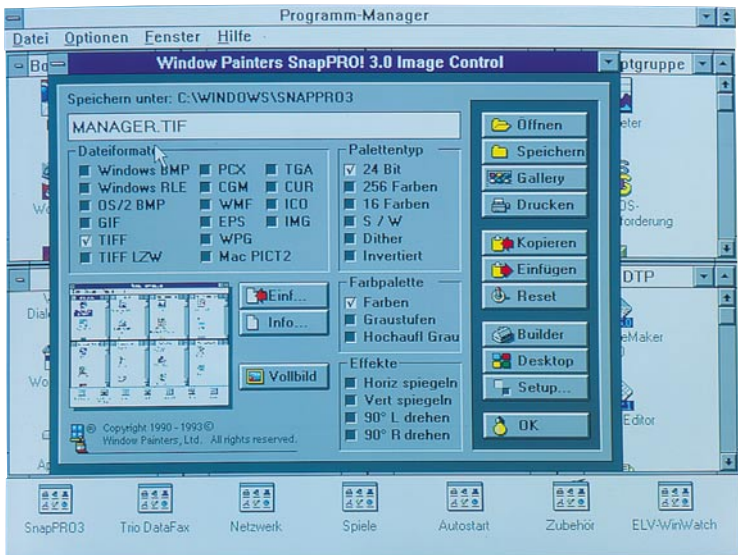 Programm-Manager
Datei Optionen Fenster Hilfe
ptgruppe
Window Painters SnapPRO! 3.0 Image Control
Speichern unter: C:\WINDOWS\SNAPPRO3
MANAGER.TIF
Dateiformate
Windows BMP PCX TGA
Windows RLE CGM CUR
OS/2 BMP WMF ICO
GIF EPS IMG
TIFF WPG
TIFF LZW Mac PICT2
Palettentyp
24 Bit
256 Farben
16 Farben
S / W
Dither
Invertiert
Farbpalette
Farben
Graustufen
Hochaufl Grau
Effekte
Horiz spiegeln
Vert spiegeln
90° L drehen
90° R drehen
Einf...
Info...
Vollbild
® Copyright 1990 - 1993 ©
Window Painters, Ltd. All rights reserved.
Öffnen
Speichern
Gallery
Drucken
Kopieren
Einfügen
Reset
Builder
Desktop
Setup...
OK
eter
OS-
forderung
DTP
eMaker
Editor
SnapPRO3 Trio DataFax Netzwerk Spiele Autostart Zubehör ELV-WinWatch